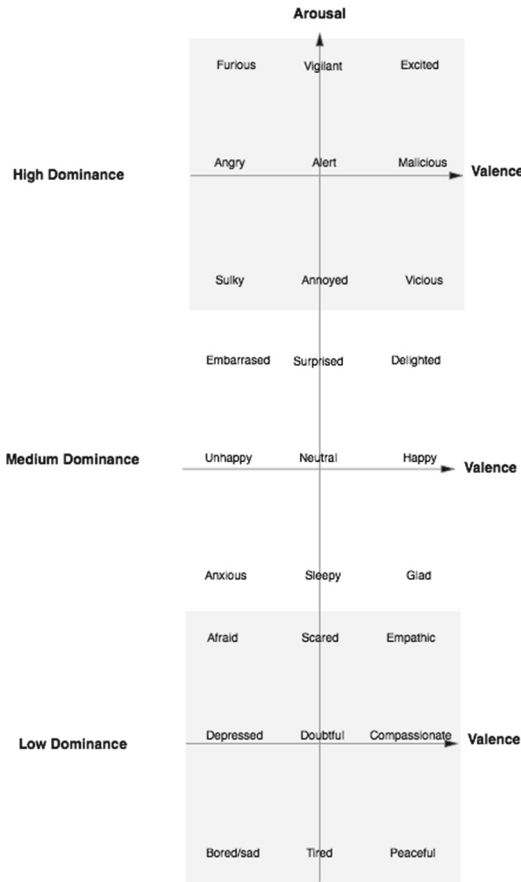 Arousal
Furious Vigilant Excited
High Dominance Angry Alert Malicious Valence
Sulky Annoyed Vicious
Embarrased Surprised Delighted
Medium Dominance Unhappy Neutral Happy Valence
Anxious Sleepy Glad
Afraid Scared Empathic
Low Dominance Depressed Doubtful Compassionate Valence
Bored/sad Tired Peaceful